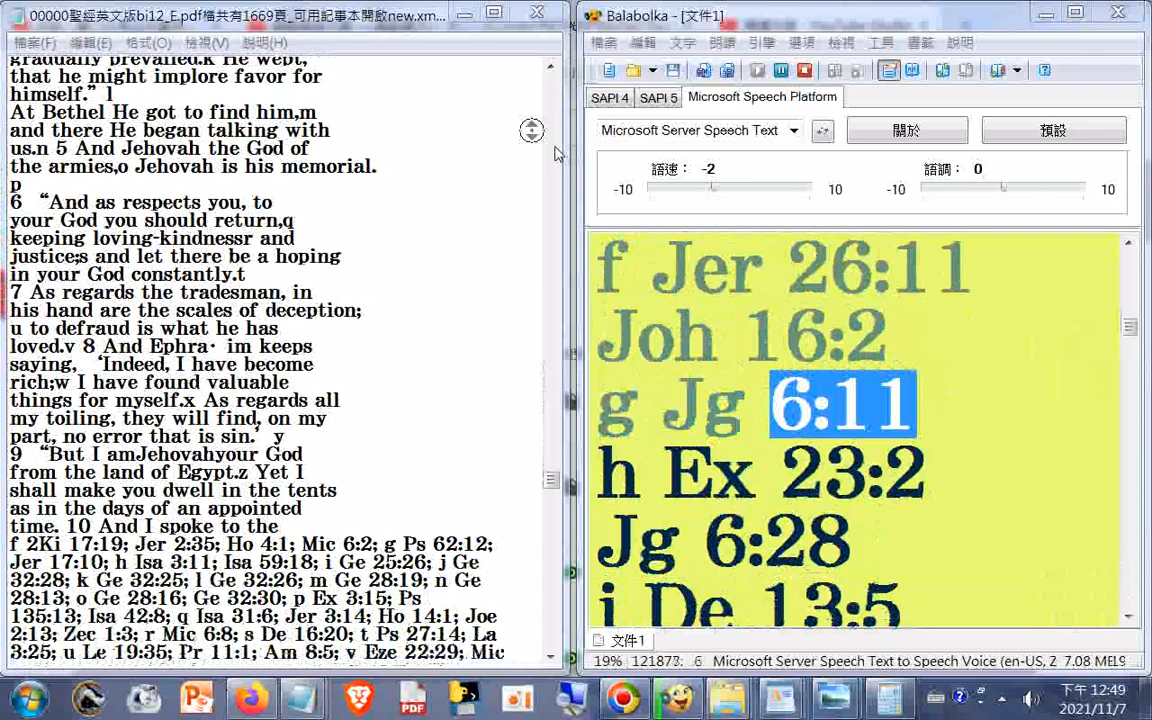 00000聖經英文版bi12_E.pdf檔共有1669頁_可用記事本開啟new.xm...
檔案(F) 編輯(E) 格式(O) 檢視(V) 說明(H)
gradually prevailed.k He wept,
that he might implore favor for
himself.” l
At Bethel He got to find him,m
and there He began talking with
us.n 5 And Jehovah the God of
the armies,o Jehovah is his memorial.
p
6 “And as respects you, to
your God you should return,q
keeping loving-kindnessr and
justice;s and let there be a hoping
in your God constantly.t
7 As regards the tradesman, in
his hand are the scales of deception;
u to defraud is what he has
loved.v 8 And Ephra· im keeps
saying, ‘Indeed, I have become
rich;w I have found valuable
things for myself.x As regards all
my toiling, they will find, on my
part, no error that is sin.’ y
9 “But I amJehovahyour God
from the land of Egypt.z Yet I
shall make you dwell in the tents
as in the days of an appointed
time. 10 And I spoke to the
f 2Ki 17:19; Jer 2:35; Ho 4:1; Mic 6:2; g Ps 62:12;
Jer 17:10; h Isa 3:11; Isa 59:18; i Ge 25:26; j Ge
32:28; k Ge 32:25; l Ge 32:26; m Ge 28:19; n Ge
28:13; o Ge 28:16; Ge 32:30; p Ex 3:15; Ps
135:13; Isa 42:8; q Isa 31:6; Jer 3:14; Ho 14:1; Joe
2:13; Zec 1:3; r Mic 6:8; s De 16:20; t Ps 27:14; La
3:25; u Le 19:35; Pr 11:1; Am 8:5; v Eze 22:29; Mic
Balabolka - [文件1]
檔案 編輯 文字 朗讀 引擎 選項 檢視 工具 書籤 說明
SAPI 4 SAPI 5 Microsoft Speech Platform
Microsoft Server Speech Text 關於 預設
語速： -2 語調： 0
-10 10 -10 10
f Jer 26:11
Joh 16:2
g Jg 6:11
h Ex 23:2
Jg 6:28
i De 13:5
文件1
19% Microsoft Server Speech Text to Speech Voice (en-US, Z 7.08 ME
下午 12:49
2021/11/7